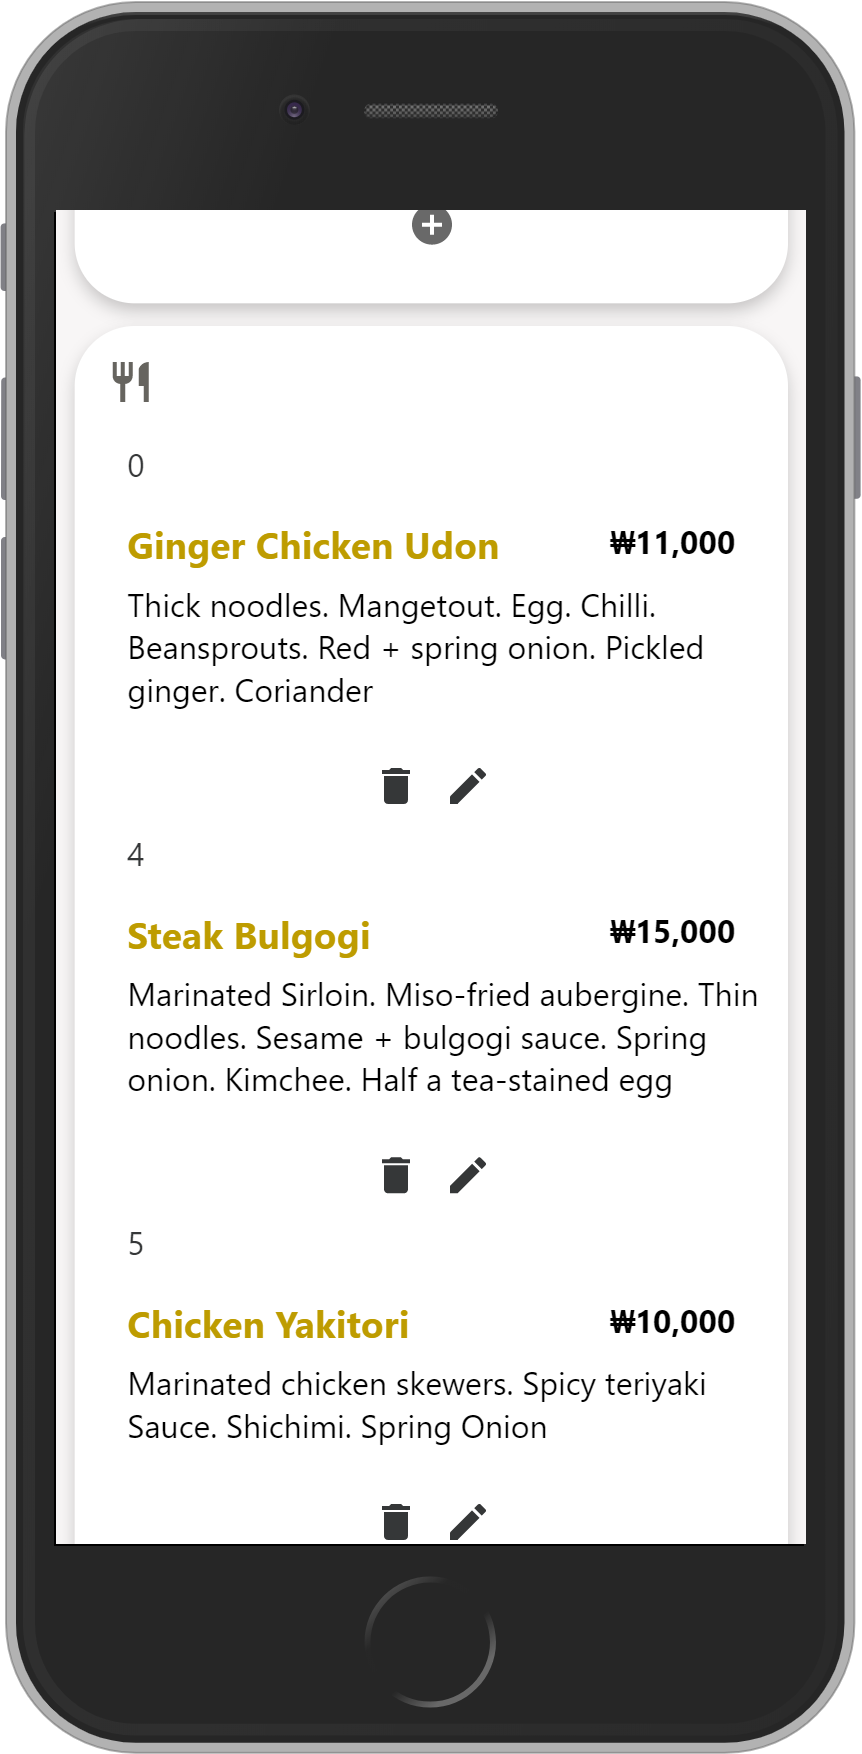 0
Ginger Chicken Udon ₩11,000
Thick noodles. Mangetout. Egg. Chilli.
Beansprouts. Red + spring onion. Pickled
ginger. Coriander
4
Steak Bulgogi ₩15,000
Marinated Sirloin. Miso-fried aubergine. Thin
noodles. Sesame + bulgogi sauce. Spring
onion. Kimchee. Half a tea-stained egg
5
Chicken Yakitori ₩10,000
Marinated chicken skewers. Spicy teriyaki
Sauce. Shichimi. Spring Onion